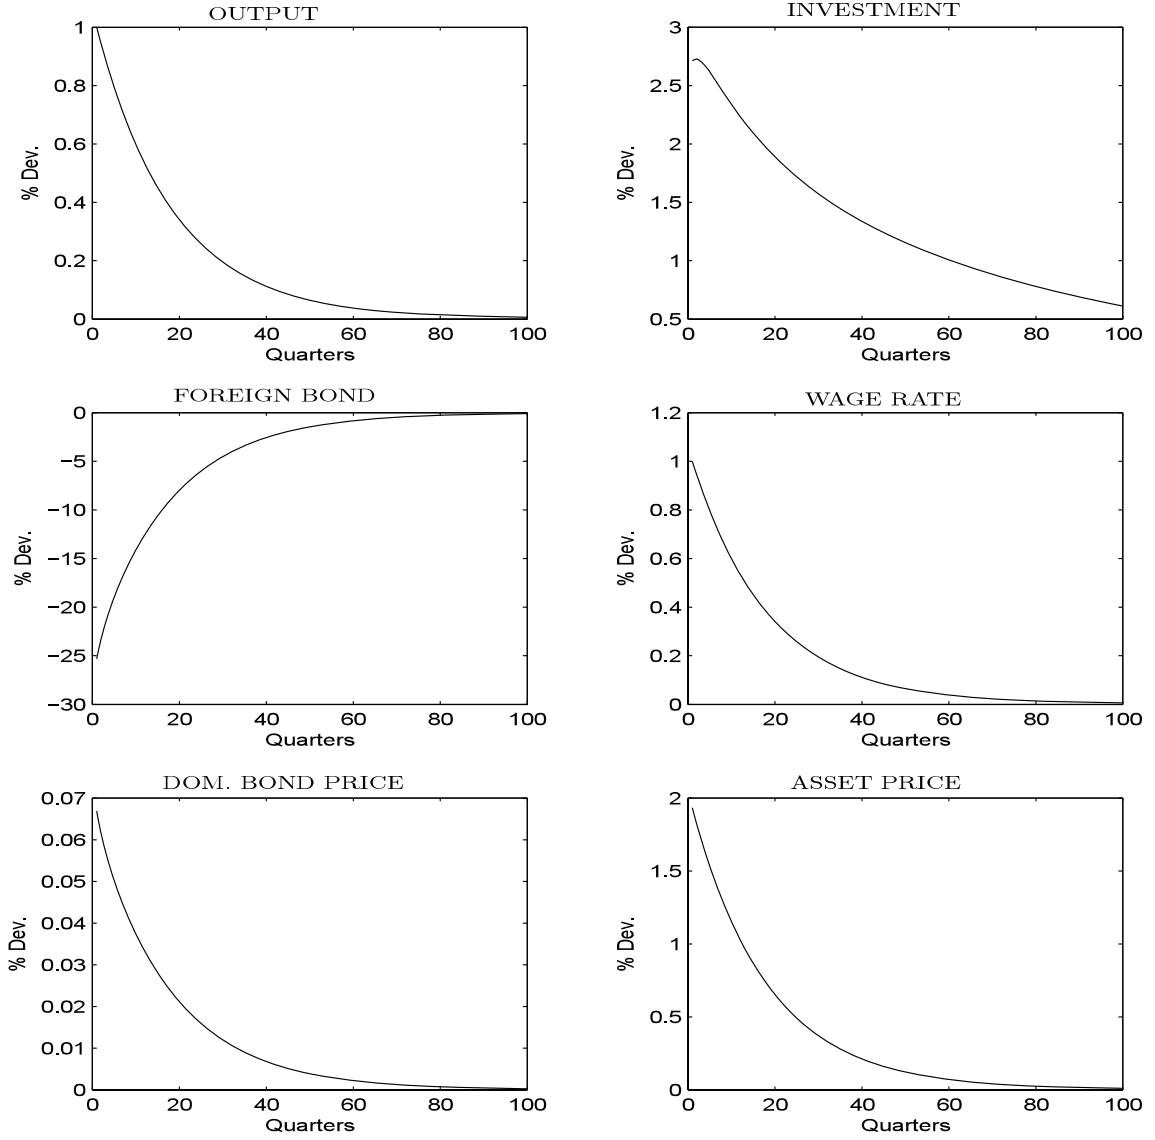 OUTPUT
1
0.8
0.6
0.4
0.2
0
% Dev.
0 20 40 60 80 100
Quarters
INVESTMENT
3
2.5
2
1.5
1
0.5
% Dev.
0 20 40 60 80 100
Quarters
FOREIGN BOND
0
−5
−10
−15
−20
−25
−30
% Dev.
0 20 40 60 80 100
Quarters
WAGE RATE
1.2
1
0.8
0.6
0.4
0.2
0
% Dev.
0 20 40 60 80 100
Quarters
DOM. BOND PRICE
0.07
0.06
0.05
0.04
0.03
0.02
0.01
0
% Dev.
0 20 40 60 80 100
Quarters
ASSET PRICE
2
1.5
1
0.5
0
% Dev.
0 20 40 60 80 100
Quarters